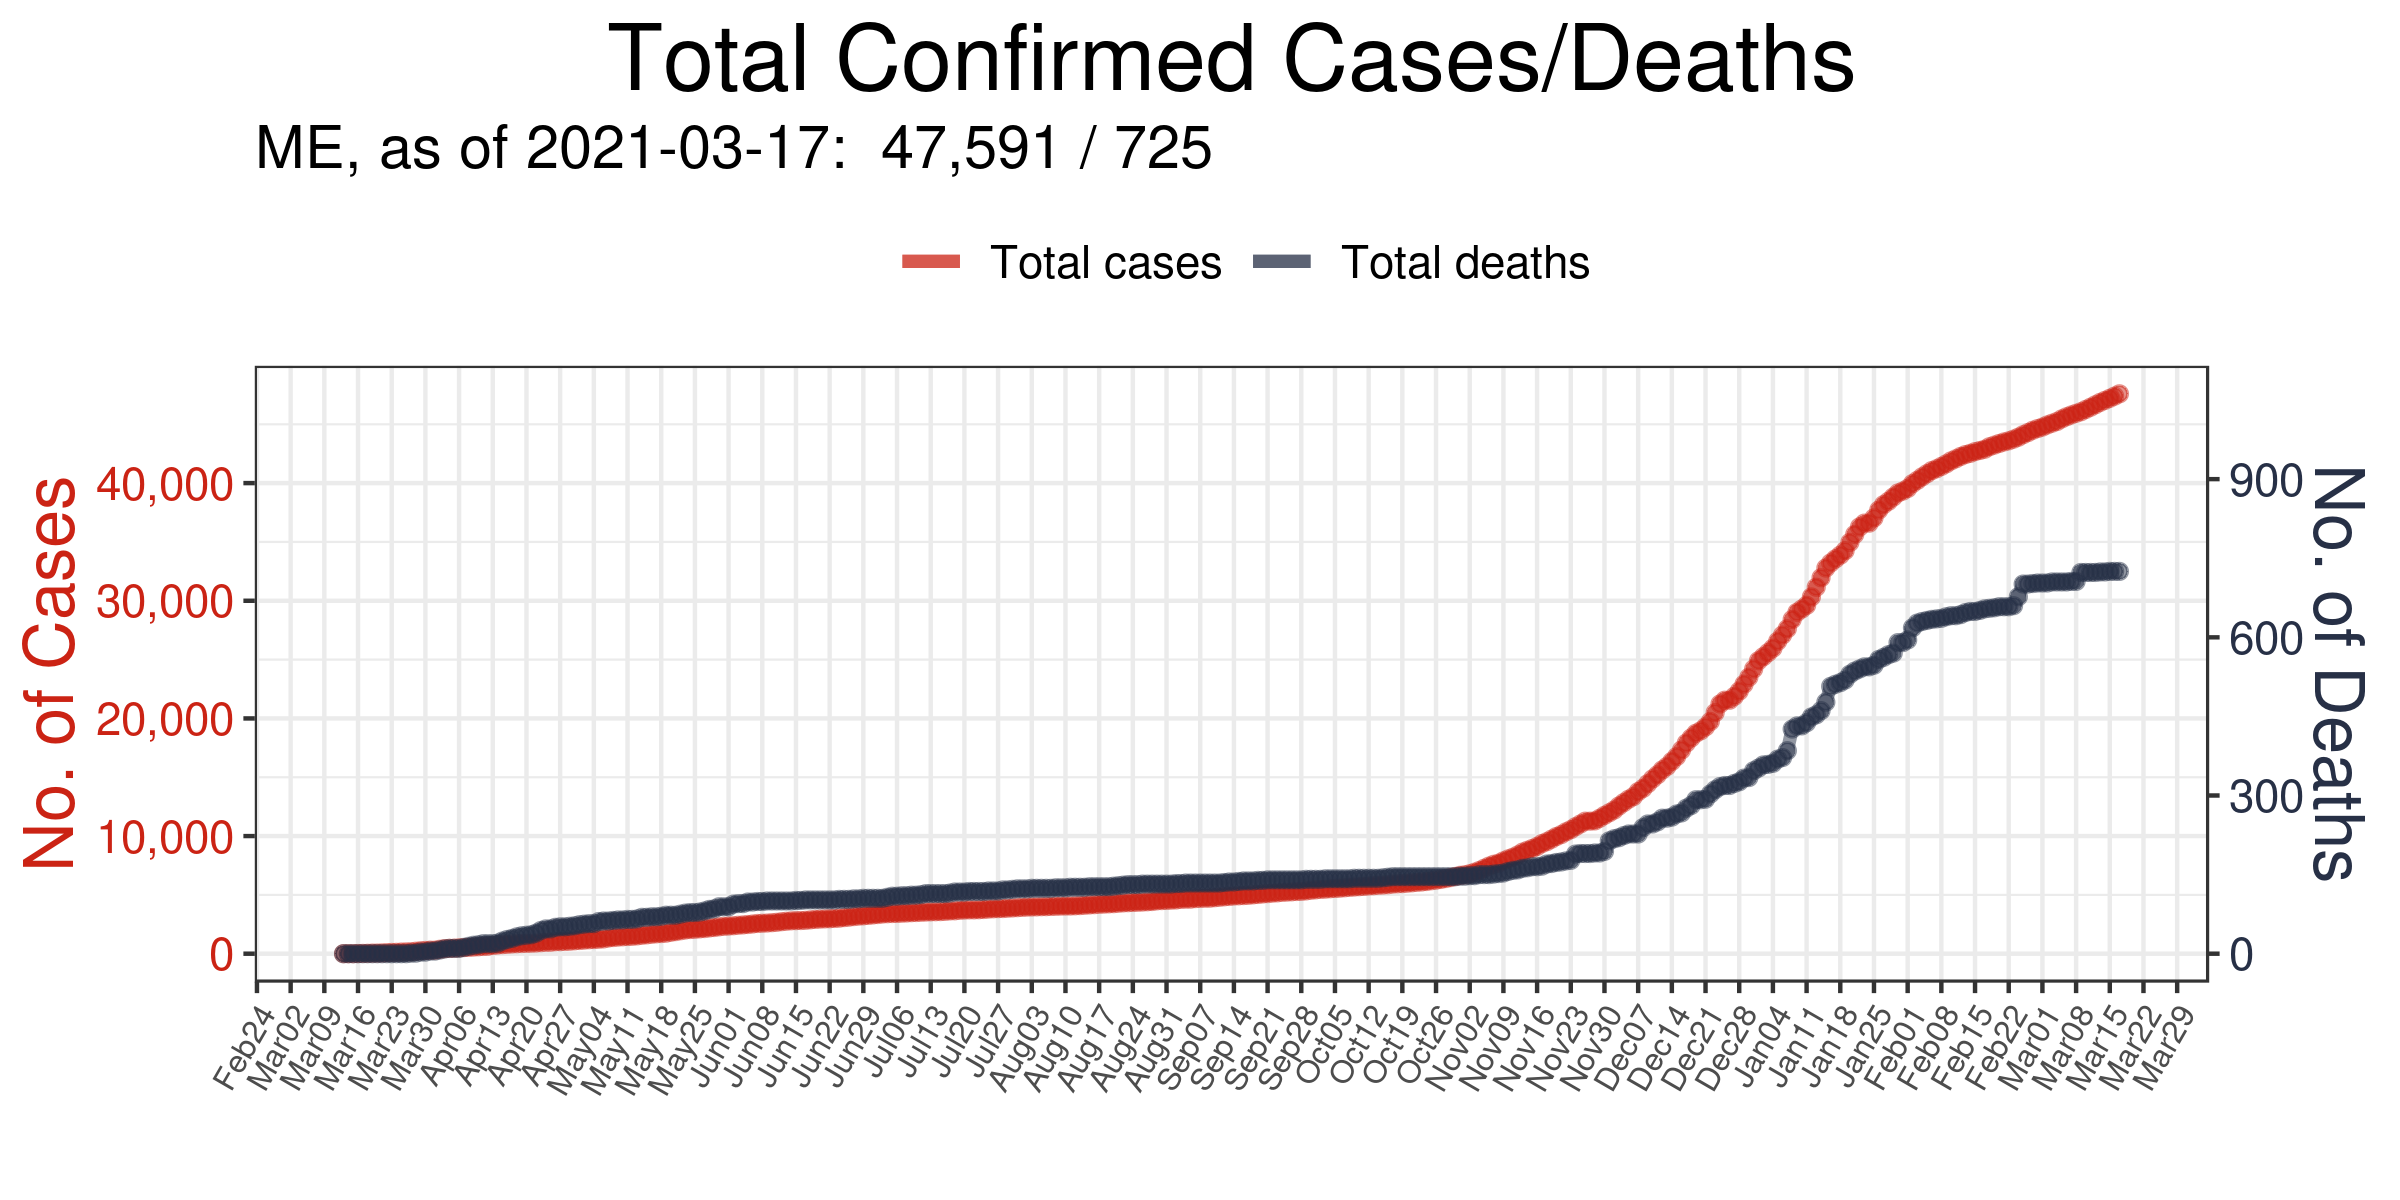 Total Confirmed Cases/Deaths
ME, as of 2021-03-17:  47,591 / 725
Total cases
Total deaths
No. of Cases
40,000
30,000
20,000
10,000
0
900
600
300
0
No. of Deaths
Feb24
Mar02
Mar09
Mar16
Mar23
Mar30
Apr06
Apr13
Apr20
Apr27
May04
May11
May18
May25
Jun01
Jun08
Jun15
Jun22
Jun29
Jul06
Jul13
Jul20
Jul27
Aug03
Aug10
Aug17
Aug24
Aug31
Sep07
Sep14
Sep21
Sep28
Oct05
Oct12
Oct19
Oct26
Nov02
Nov09
Nov16
Nov23
Nov30
Dec07
Dec14
Dec21
Dec28
Jan04
Jan11
Jan18
Jan25
Feb01
Feb08
Feb15
Feb22
Mar01
Mar08
Mar15
Mar22
Mar29